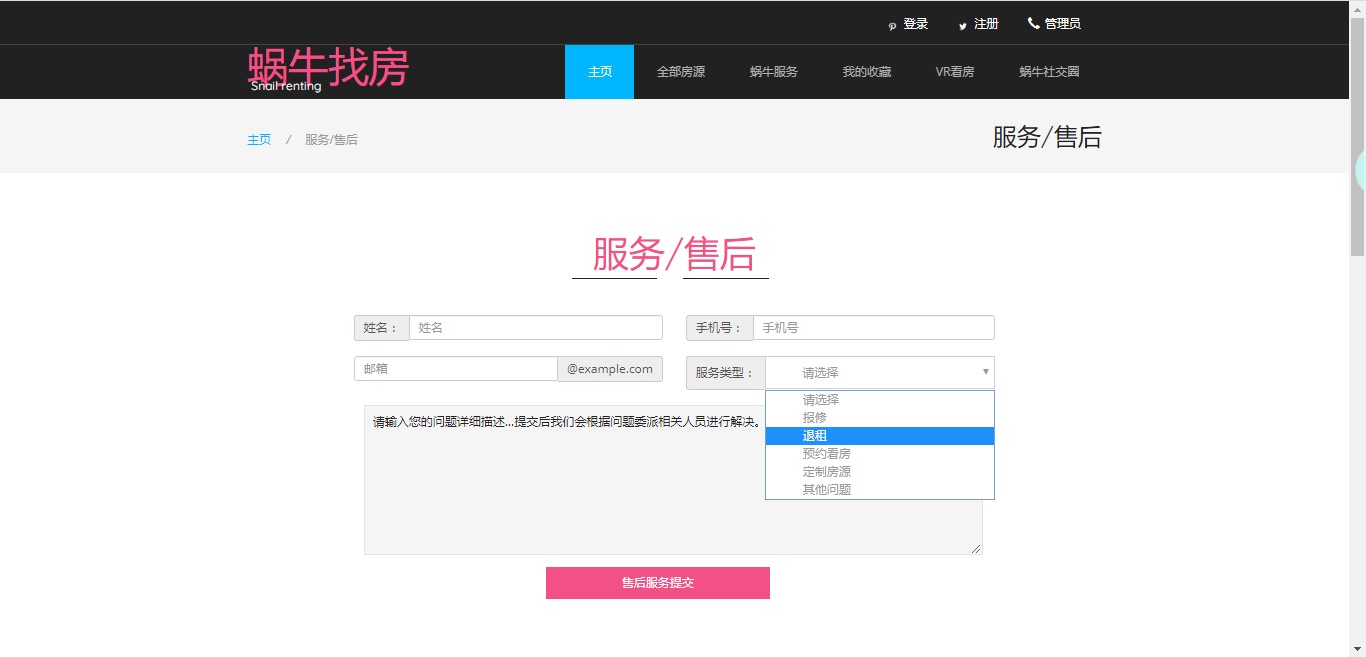 登录 注册 管理员
蜗牛找房
Snail renting
主页 全部房源 蜗牛服务 我的收藏 VR看房 蜗牛社交圈
主页 / 服务/售后
服务/售后
服务/售后
姓名： 姓名 手机号： 手机号
邮箱 @example.com 服务类型： 请选择
请选择
报修
退租
预约看房
定制房源
其他问题
请输入您的问题详细描述...提交后我们会根据问题委派相关人员进行解决。
售后服务提交